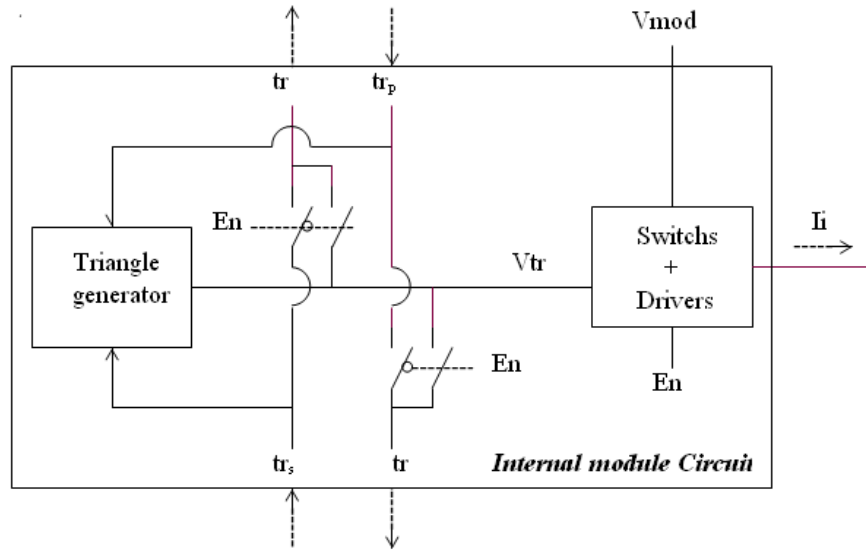 Vmod
tr trp
En
Triangle
generator
Vtr
Switchs
+
Drivers
Ii
En
En
trs tr
Internal module Circuit